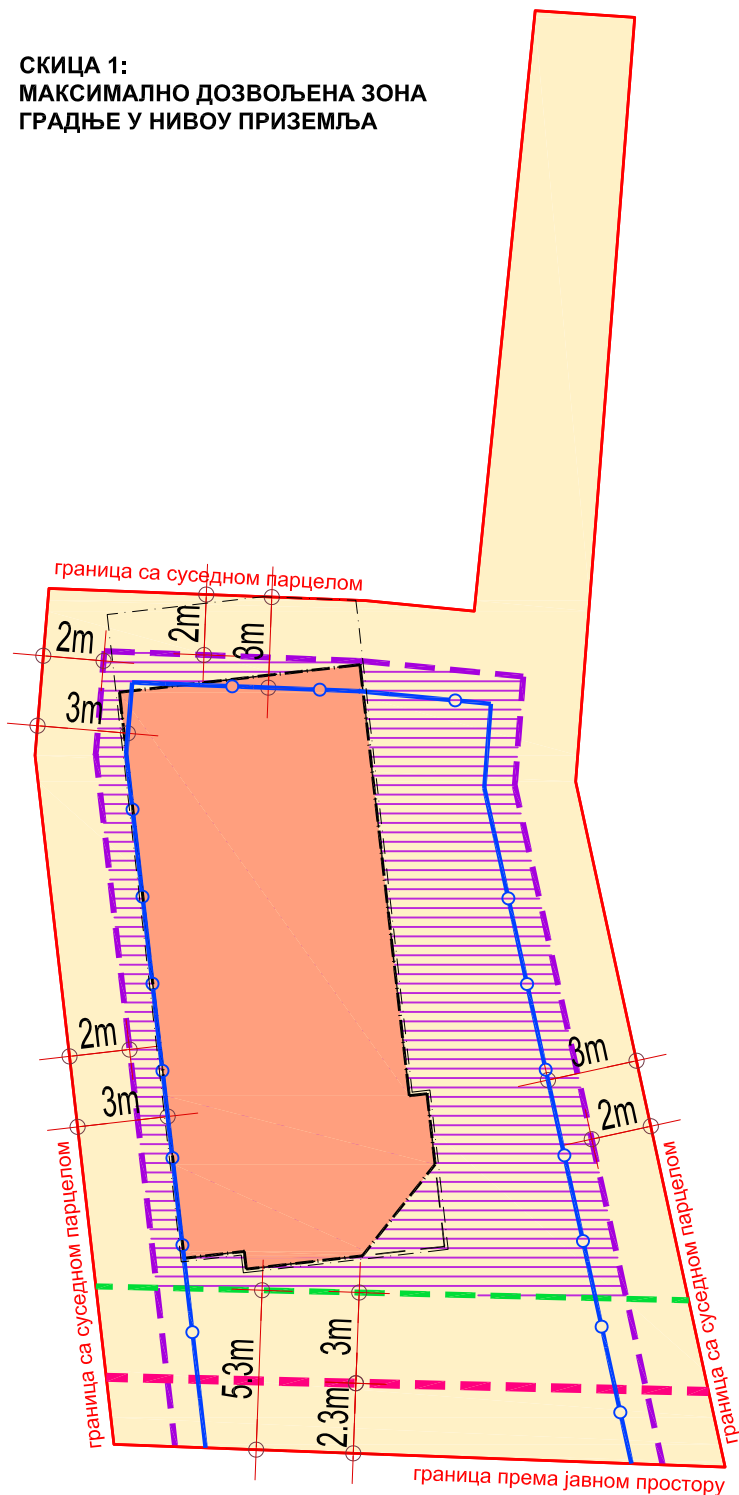 СКИЦА 1:
МАКСИМАЛНО ДОЗВОЉЕНА ЗОНА
ГРАДЊЕ У НИВОУ ПРИЗЕМЉА
граница са суседном парцелом
2m
2m
3m
3m
2m
3m
3m
2m
граница са суседном парцелом
граница са суседном парцелом
5.3m
3m
2.3m
граница према јавном простору